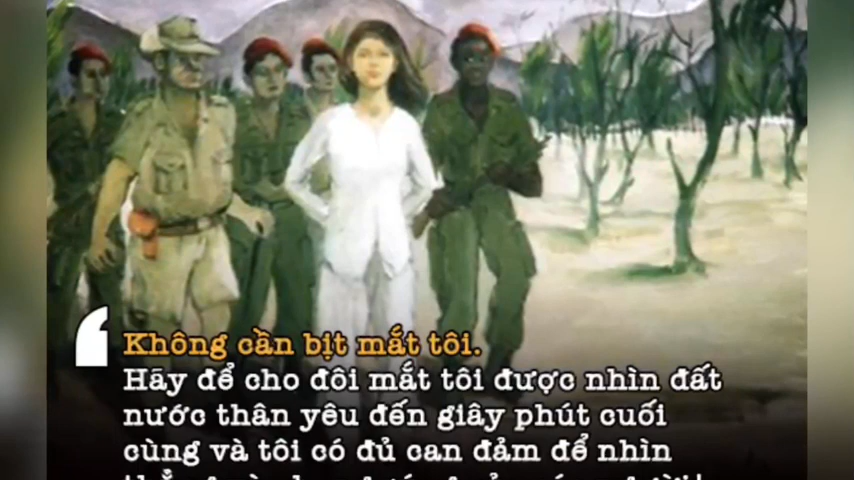 Không cần bịt mắt tôi.
Hãy để cho đôi mắt tôi được nhìn đất
nước thân yêu đến giây phút cuối
cùng và tôi có đủ can đảm để nhìn